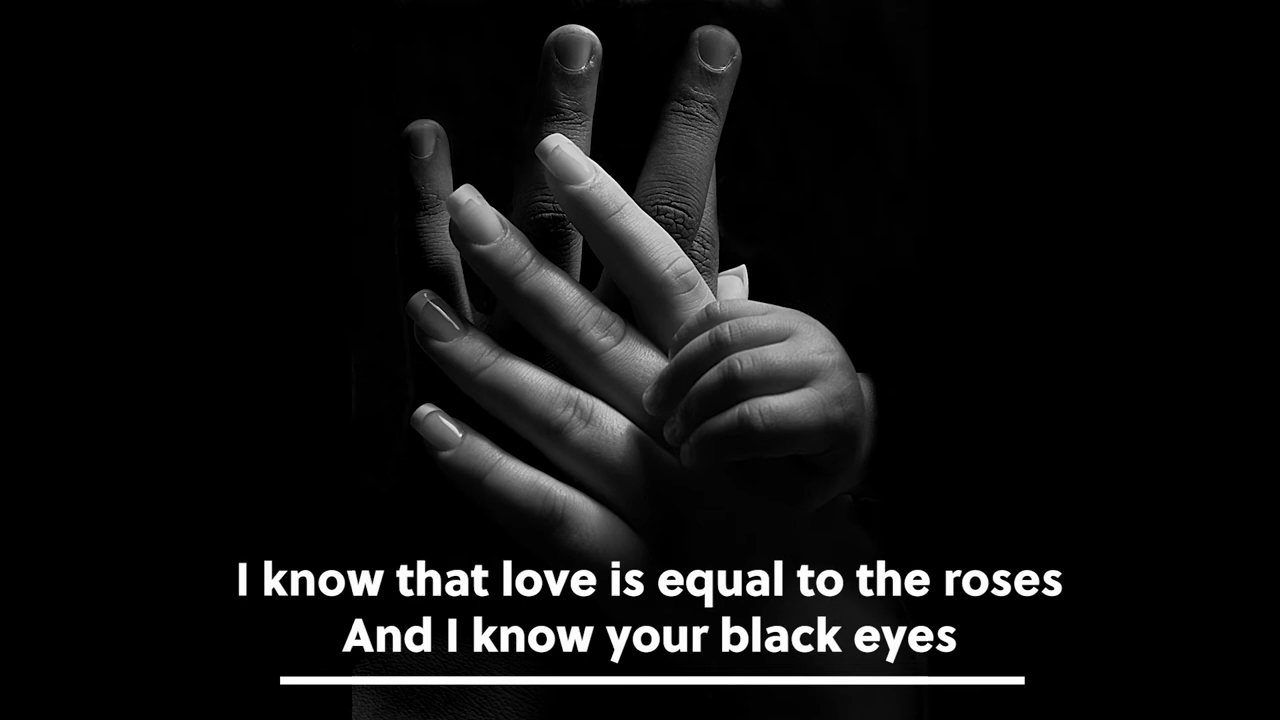 I know that love is equal to the roses
And I know your black eyes